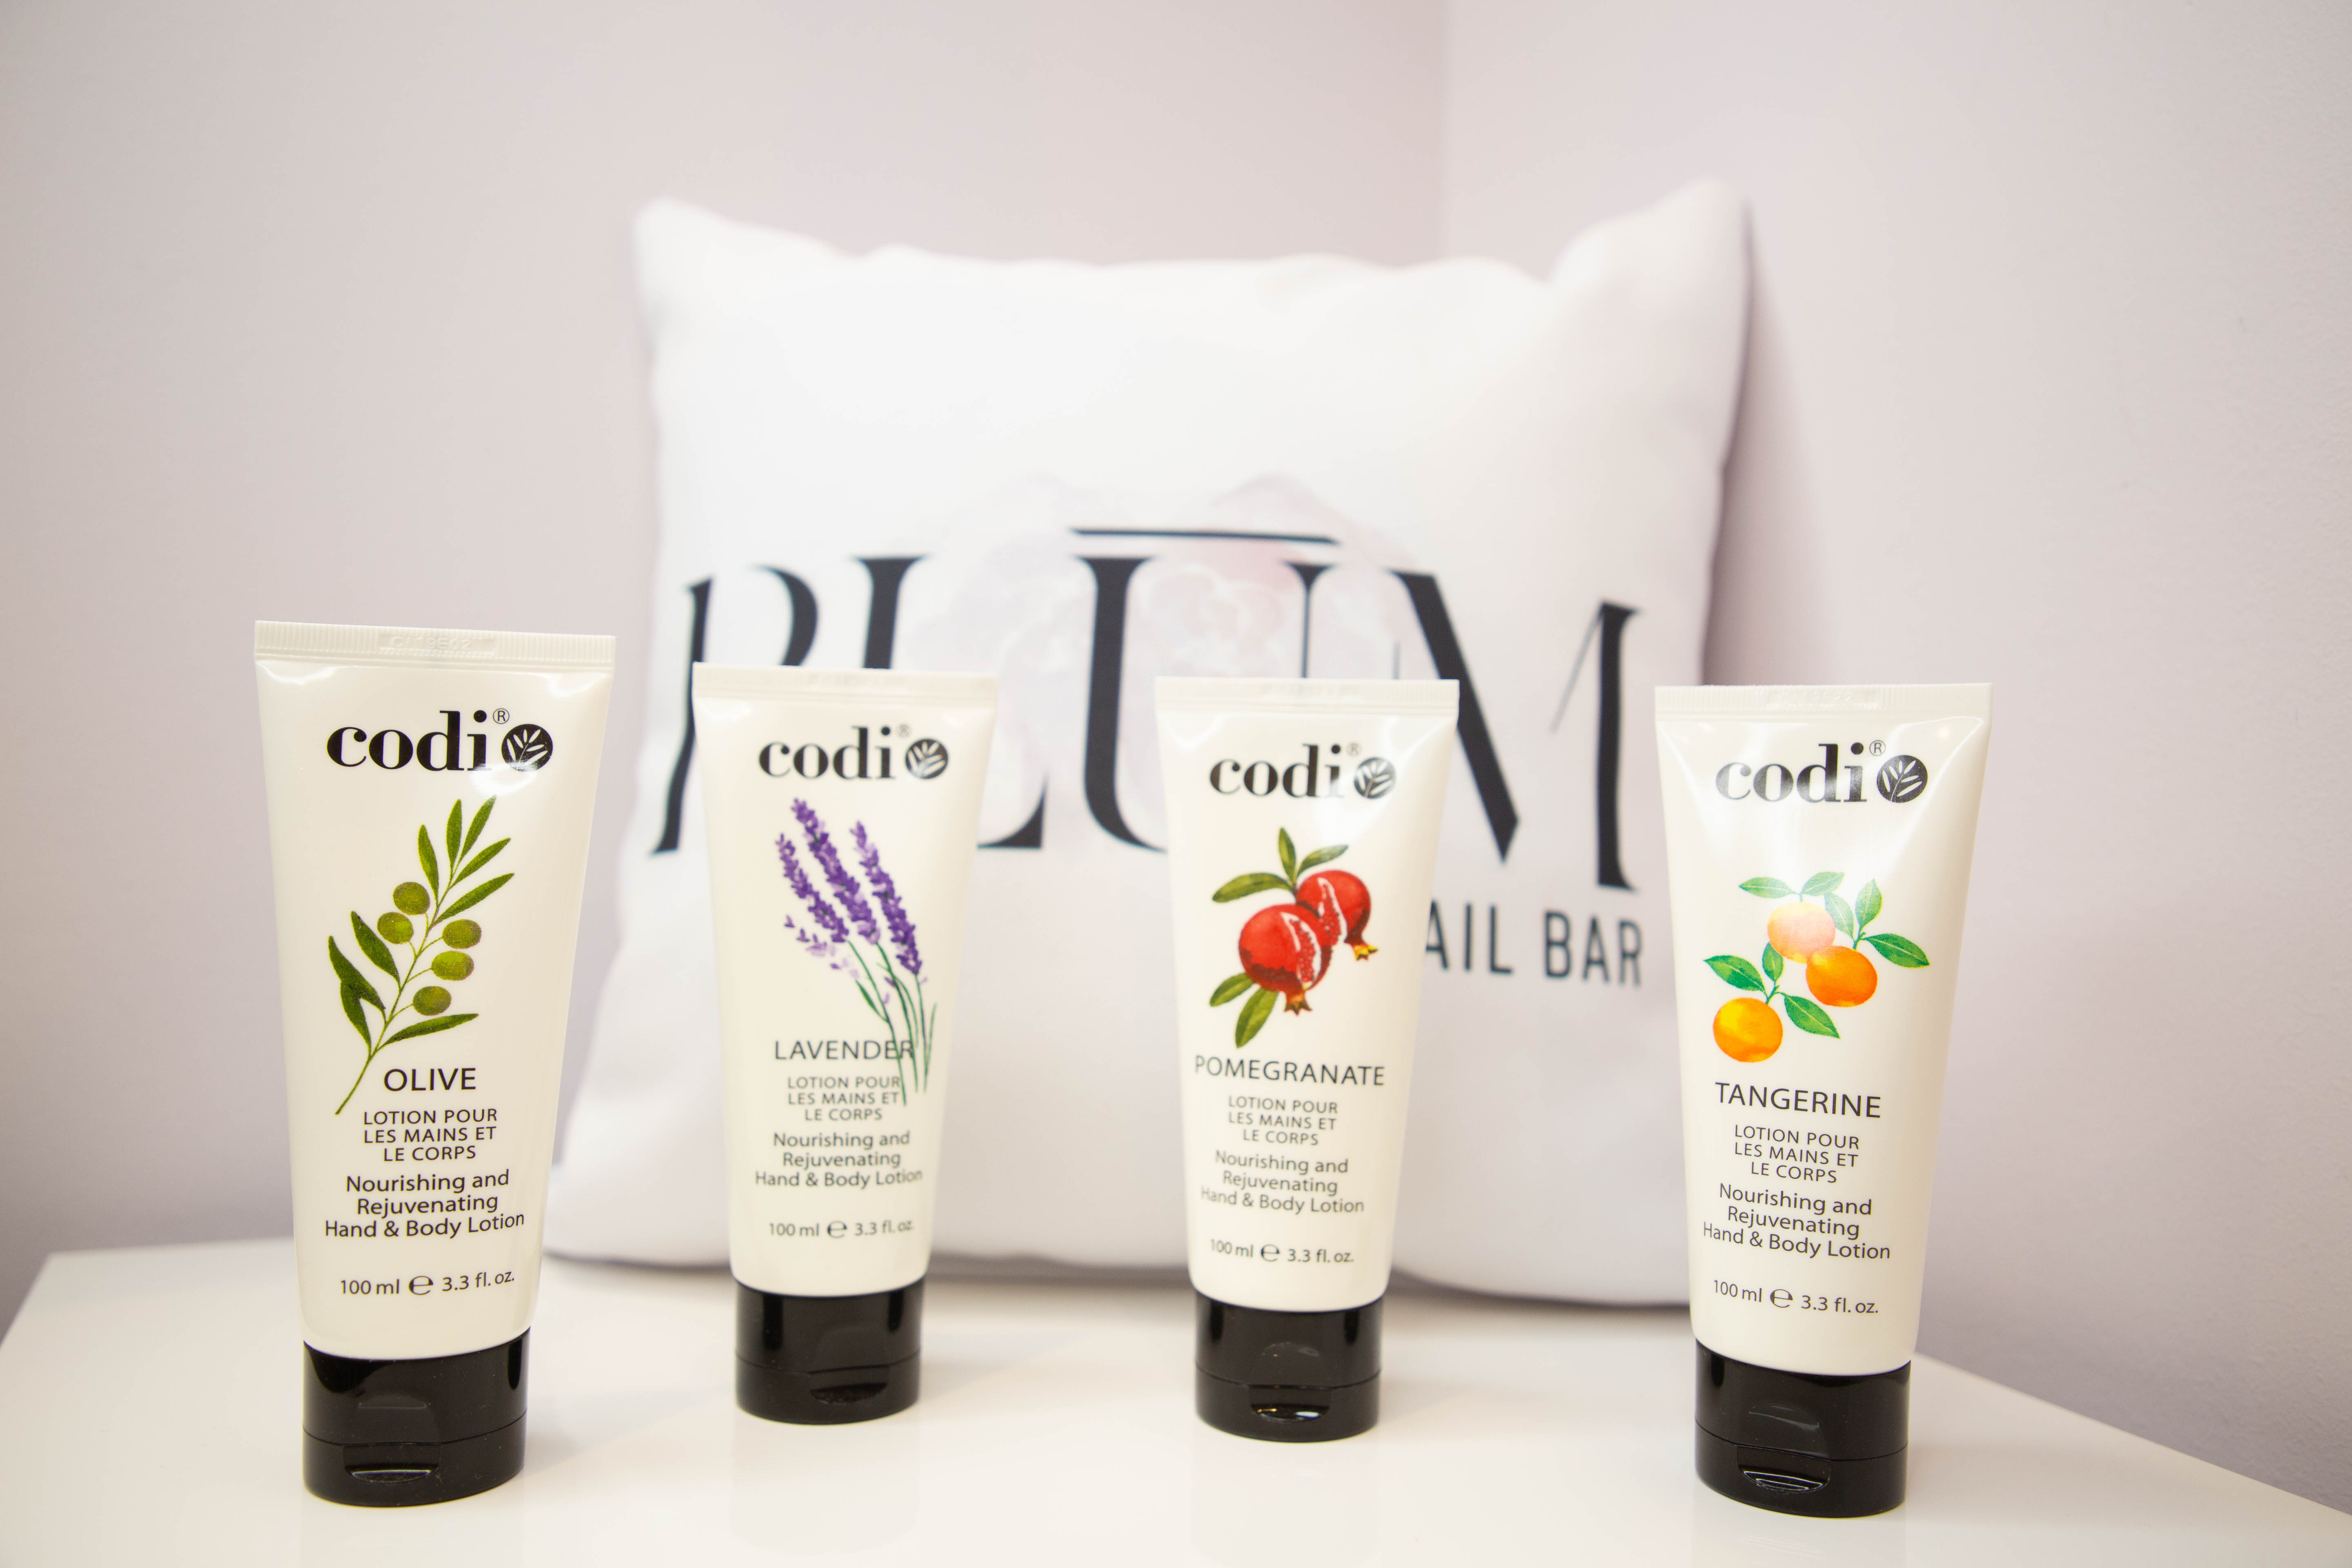 PLŪM
AIL BAR
codi®
OLIVE
LOTION POUR
LES MAINS ET
LE CORPS
Nourishing and
Rejuvenating
Hand & Body Lotion
100 ml ℮ 3.3 fl. oz.
codi®
LAVENDER
LOTION POUR
LES MAINS ET
LE CORPS
Nourishing and
Rejuvenating
Hand & Body Lotion
100 ml ℮ 3.3 fl. oz.
codi®
POMEGRANATE
LOTION POUR
LES MAINS ET
LE CORPS
Nourishing and
Rejuvenating
Hand & Body Lotion
100 ml ℮ 3.3 fl. oz.
codi®
TANGERINE
LOTION POUR
LES MAINS ET
LE CORPS
Nourishing and
Rejuvenating
Hand & Body Lotion
100 ml ℮ 3.3 fl. oz.